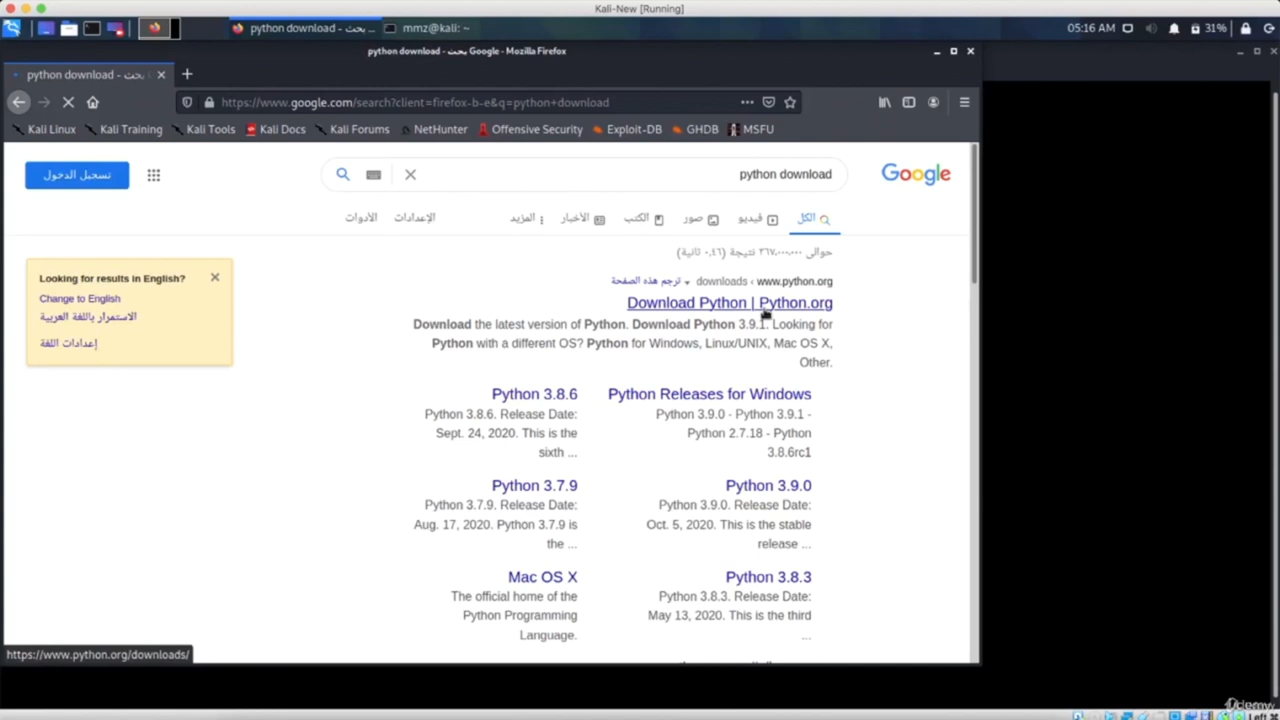 Kali-New [Running]
python download - بحث ...
mmz@kali: ~
05:16 AM
31%
python download - بحث Google - Mozilla Firefox
python download - بحث
https://www.google.com/search?client=firefox-b-e&q=python+download
Kali Linux
Kali Training
Kali Tools
Kali Docs
Kali Forums
NetHunter
Offensive Security
Exploit-DB
GHDB
MSFU
تسجيل الدخول
python download
Google
الكل
فيديو
صور
الكتب
الأخبار
المزيد
الإعدادات
الأدوات
حوالى ٣٦٧,٠٠٠,٠٠٠ نتيجة (٠,٤٦ ثانية)
Looking for results in English?
Change to English
الاستمرار باللغة العربية
إعدادات اللغة
www.python.org › downloads ترجم هذه الصفحة
Download Python | Python.org
Download the latest version of Python. Download Python 3.9.1. Looking for
Python with a different OS? Python for Windows, Linux/UNIX, Mac OS X,
Other.
Python Releases for Windows
Python 3.9.0 - Python 3.9.1 -
Python 2.7.18 - Python
3.8.6rc1
Python 3.8.6
Python 3.8.6. Release Date:
Sept. 24, 2020. This is the
sixth ...
Python 3.9.0
Python 3.9.0. Release Date:
Oct. 5, 2020. This is the stable
release ...
Python 3.7.9
Python 3.7.9. Release Date:
Aug. 17, 2020. Python 3.7.9 is
the ...
Python 3.8.3
Python 3.8.3. Release Date:
May 13, 2020. This is the third
...
Mac OS X
The official home of the
Python Programming
Language.
https://www.python.org/downloads/
Udemy
Left ⌘